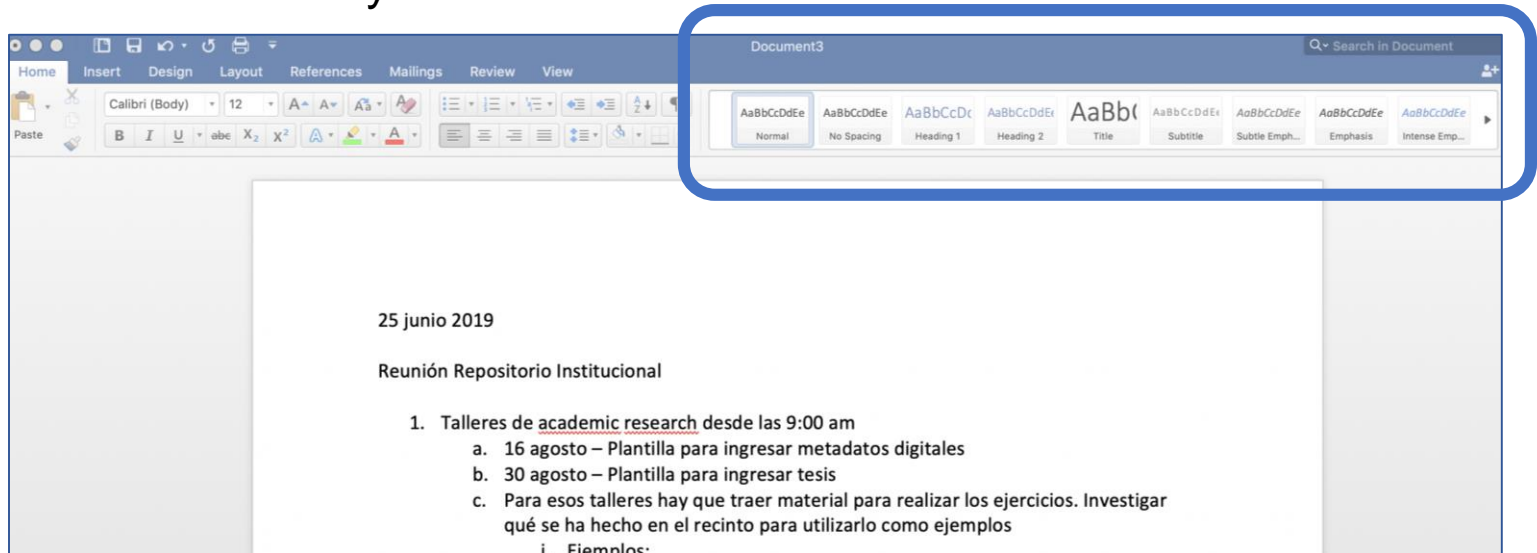 Document3
Search in Document
Home Insert Design Layout References Mailings Review View
Calibri (Body) 12
Paste
B I U abc X₂ X²
AaBbCcDdEe AaBbCcDdEe AaBbCcDc AaBbCcDdEe AaBb( AaBbCcDdEe AaBbCcDdEe AaBbCcDdEe AaBbCcDdEe
Normal No Spacing Heading 1 Heading 2 Title Subtitle Subtle Emph... Emphasis Intense Emp...
25 junio 2019
Reunión Repositorio Institucional
1. Talleres de academic research desde las 9:00 am
a. 16 agosto – Plantilla para ingresar metadatos digitales
b. 30 agosto – Plantilla para ingresar tesis
c. Para esos talleres hay que traer material para realizar los ejercicios. Investigar
qué se ha hecho en el recinto para utilizarlo como ejemplos
i. Ejemplos: